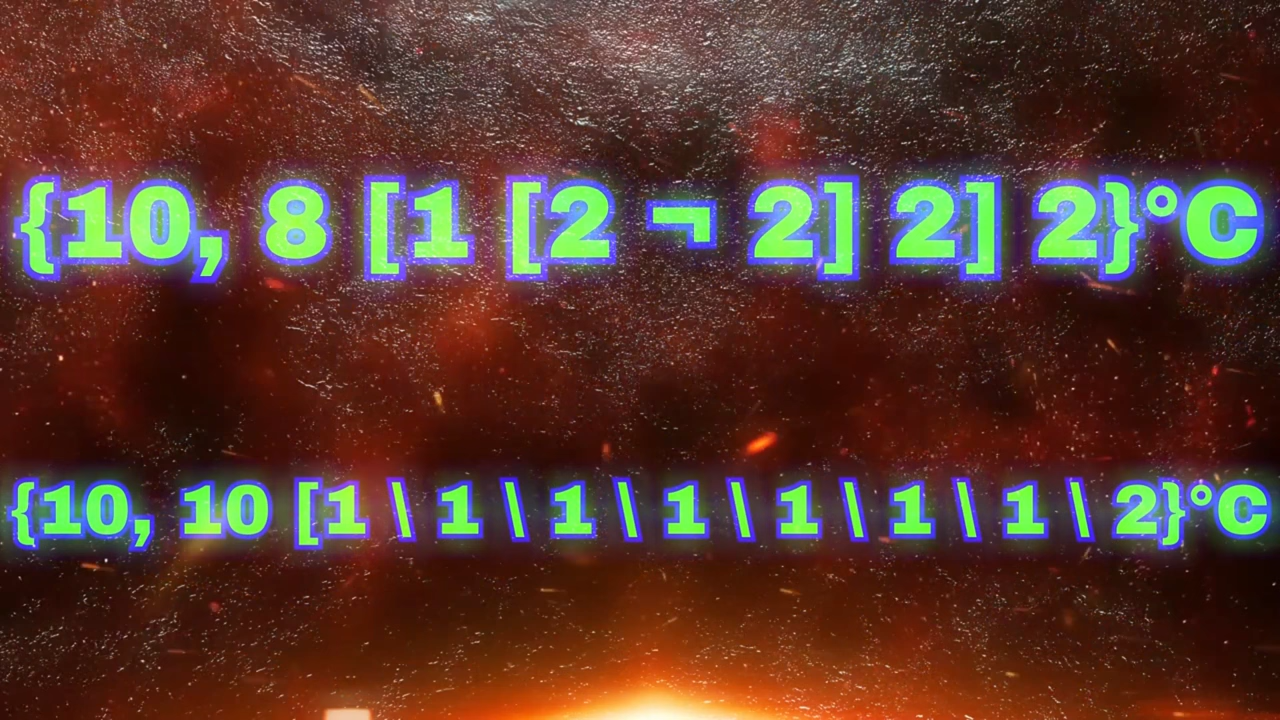 {10, 8 [1 [2 ¬ 2] 2] 2}°C
{10, 10 [1 \ 1 \ 1 \ 1 \ 1 \ 1 \ 1 \ 2}°C